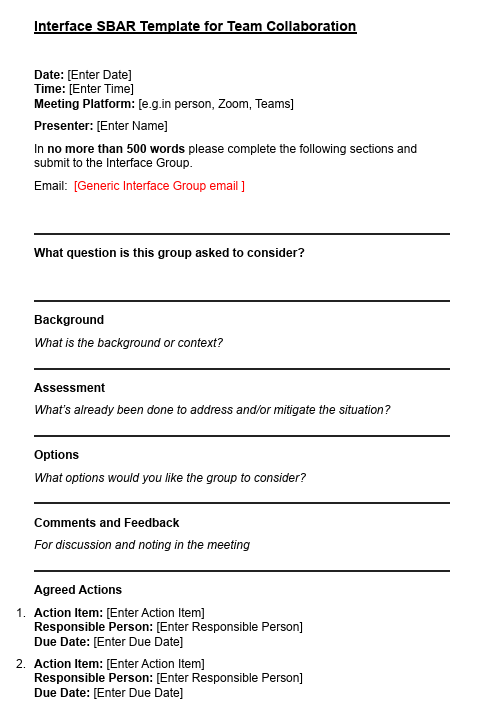 Interface SBAR Template for Team Collaboration
Date: [Enter Date]
Time: [Enter Time]
Meeting Platform: [e.g.in person, Zoom, Teams]
Presenter: [Enter Name]
In no more than 500 words please complete the following sections and
submit to the Interface Group.
Email:  [Generic Interface Group email ]
What question is this group asked to consider?
Background
What is the background or context?
Assessment
What's already been done to address and/or mitigate the situation?
Options
What options would you like the group to consider?
Comments and Feedback
For discussion and noting in the meeting
Agreed Actions
1. Action Item: [Enter Action Item]
Responsible Person: [Enter Responsible Person]
Due Date: [Enter Due Date]
2. Action Item: [Enter Action Item]
Responsible Person: [Enter Responsible Person]
Due Date: [Enter Due Date]